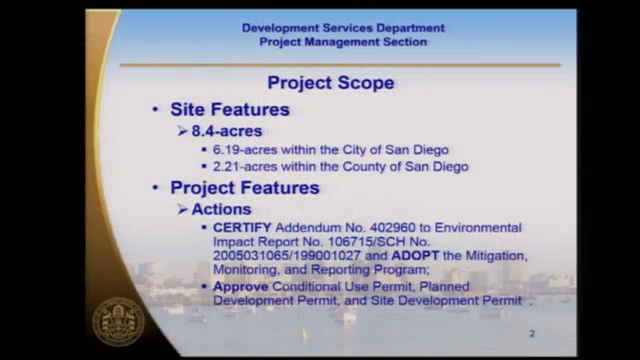 Development Services Department
Project Management Section
Project Scope
• Site Features
➢ 8.4-acres
▪ 6.19-acres within the City of San Diego
▪ 2.21-acres within the County of San Diego
• Project Features
➢ Actions
▪ CERTIFY Addendum No. 402960 to Environmental
Impact Report No. 106715/SCH No.
2005031065/199001027 and ADOPT the Mitigation,
Monitoring, and Reporting Program;
▪ Approve Conditional Use Permit, Planned
Development Permit, and Site Development Permit
2